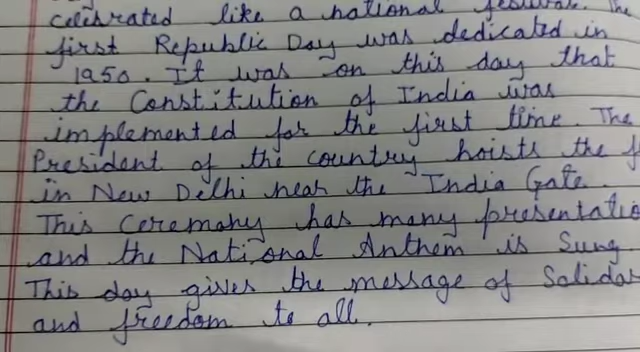 celebrated like a national festival. The
first Republic Day was dedicated in
1950. It was on this day that
the Constitution of India was
implemented for the first time. The
President of the country hoists the f
in New Delhi near the India Gate.
This Ceremany has many presentatio
and the National Anthem is Sung
This day gives the message of Solidar
and freedom to all.